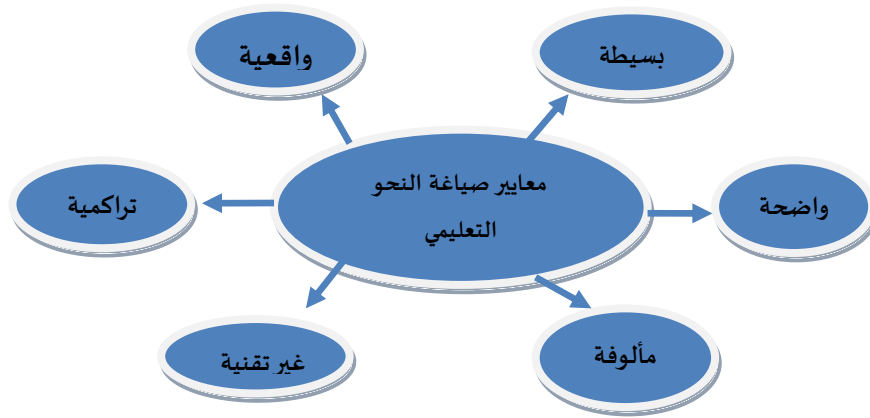 بسيطة
واقعية
معايير صياغة النحو
التعليمي
واضحة
تراكمية
مألوفة
غير تقنية